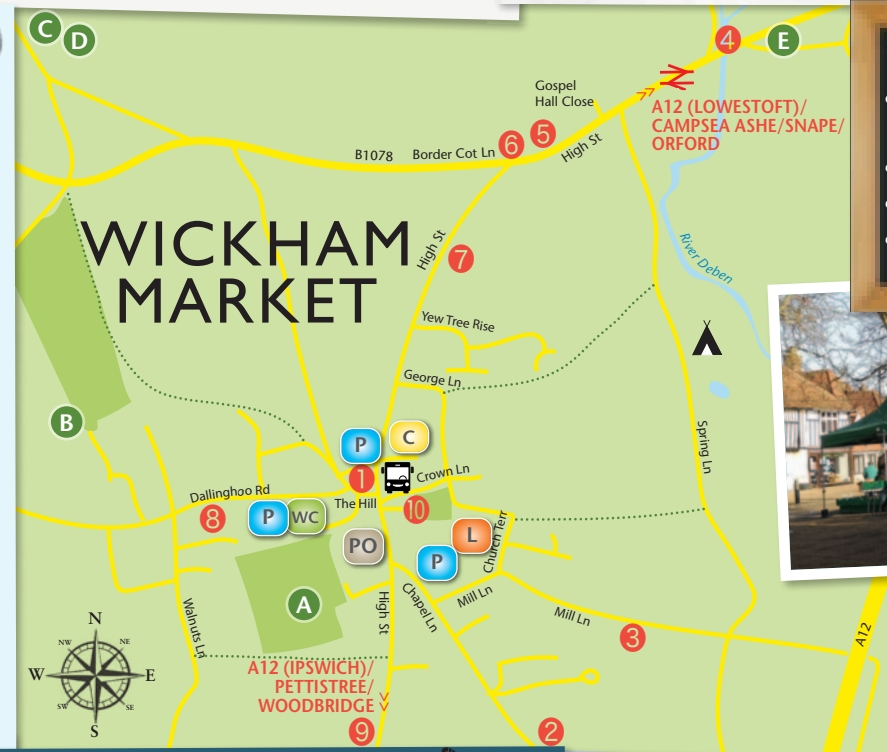 C
D
4
E
Gospel
Hall Close
A12 (LOWESTOFT)/
CAMPSEA ASHE/SNAPE/
ORFORD
6
5
B1078
Border Cot Ln
High St
WICKHAM
MARKET
High St
7
River Deben
Yew Tree Rise
George Ln
B
P
C
Spring Ln
1
Crown Ln
Dallinghoo Rd
The Hill
10
8
P
WC
PO
L
P
Church Terr
A
Chapel Ln
Mill Ln
High St
Mill Ln
Walnuts Ln
3
A12
N
NW
NE
W
E
SW
SE
S
A12 (IPSWICH)/
PETTISTREE/
WOODBRIDGE
9
2